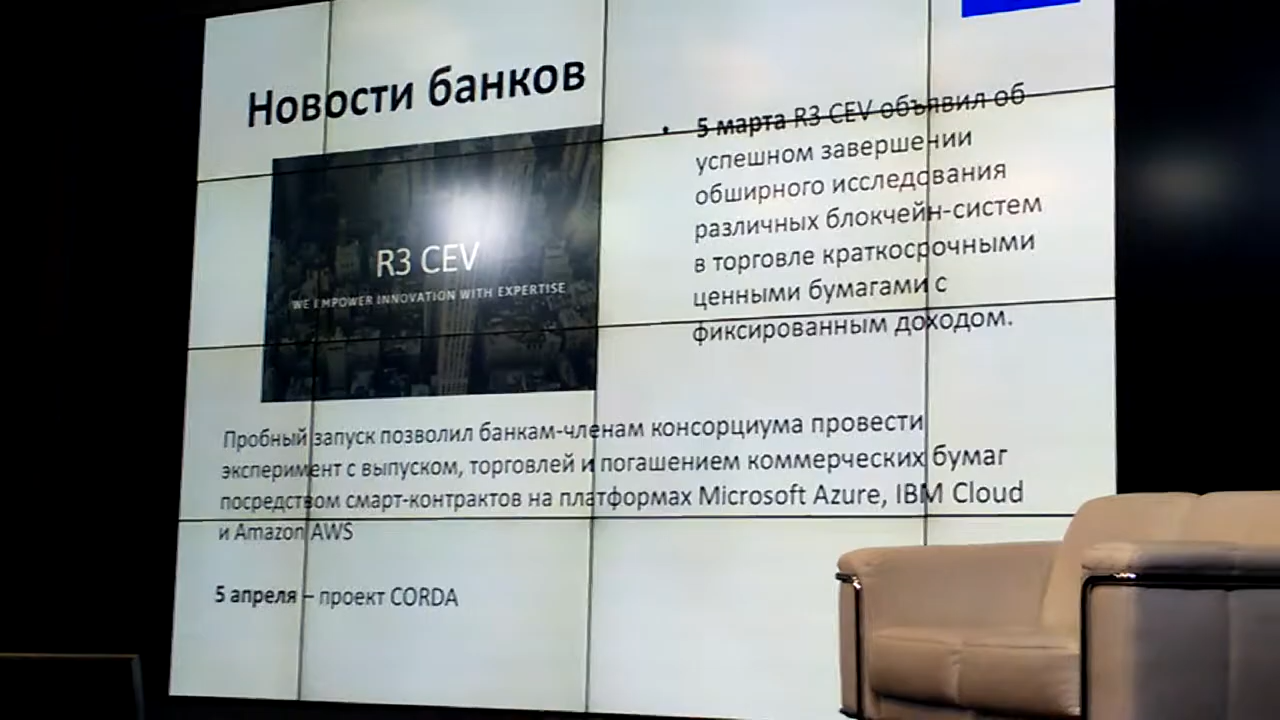 Новости банков
R3 CEV
WE EMPOWER INNOVATION WITH EXPERTISE
• 5 марта R3 CEV объявил об
успешном завершении
обширного исследования
различных блокчейн-систем
в торговле краткосрочными
ценными бумагами с
фиксированным доходом.
Пробный запуск позволил банкам-членам консорциума провести
эксперимент с выпуском, торговлей и погашением коммерческих бумаг
посредством смарт-контрактов на платформах Microsoft Azure, IBM Cloud
и Amazon AWS
5 апреля – проект CORDA